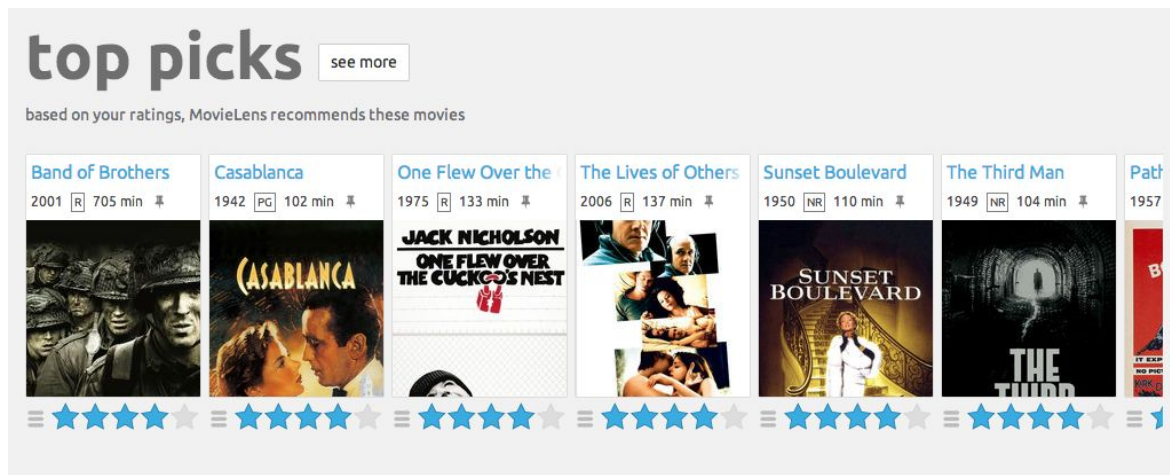 top picks see more
based on your ratings, MovieLens recommends these movies
Band of Brothers
2001 R 705 min
Casablanca
1942 PG 102 min
CASABLANCA
One Flew Over the
1975 R 133 min
JACK NICHOLSON
ONE FLEW OVER
THE CUCKOO'S NEST
The Lives of Others
2006 R 137 min
Sunset Boulevard
1950 NR 110 min
SUNSET
BOULEVARD
The Third Man
1949 NR 104 min
THE
THIRD
Path
1957